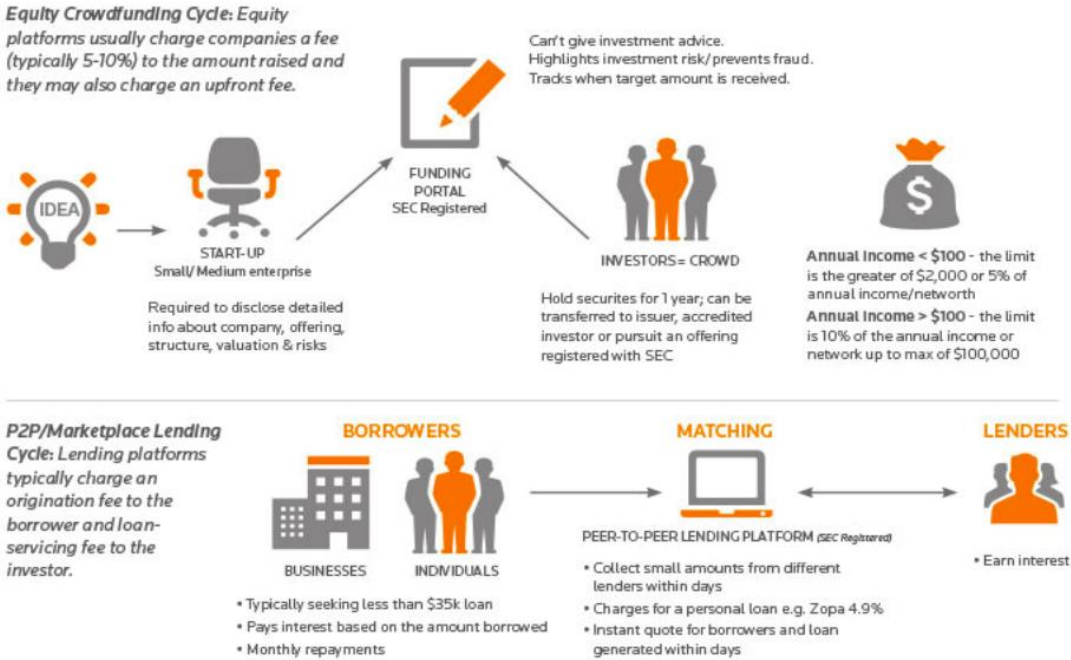 Equity Crowdfunding Cycle: Equity
platforms usually charge companies a fee
(typically 5-10%) to the amount raised and
they may also charge an upfront fee.
Can't give investment advice.
Highlights investment risk/prevents fraud.
Tracks when target amount is received.
IDEA
START-UP
Small/Medium enterprise
Required to disclose detailed
info about company, offering,
structure, valuation & risks
FUNDING
PORTAL
SEC Registered
INVESTORS = CROWD
Hold securites for 1 year; can be
transferred to issuer, accredited
investor or pursuit an offering
registered with SEC
$
Annual Income < $100 - the limit
is the greater of $2,000 or 5% of
annual income/networth
Annual Income > $100 - the limit
is 10% of the annual income or
network up to max of $100,000
P2P/Marketplace Lending
Cycle: Lending platforms
typically charge an
origination fee to the
borrower and loan-
servicing fee to the
investor.
BORROWERS
BUSINESSES
INDIVIDUALS
• Typically seeking less than $35k loan
• Pays interest based on the amount borrowed
• Monthly repayments
MATCHING
PEER-TO-PEER LENDING PLATFORM (SEC Registered)
• Collect small amounts from different
lenders within days
• Charges for a personal loan e.g. Zopa 4.9%
• Instant quote for borrowers and loan
generated within days
LENDERS
• Earn interest